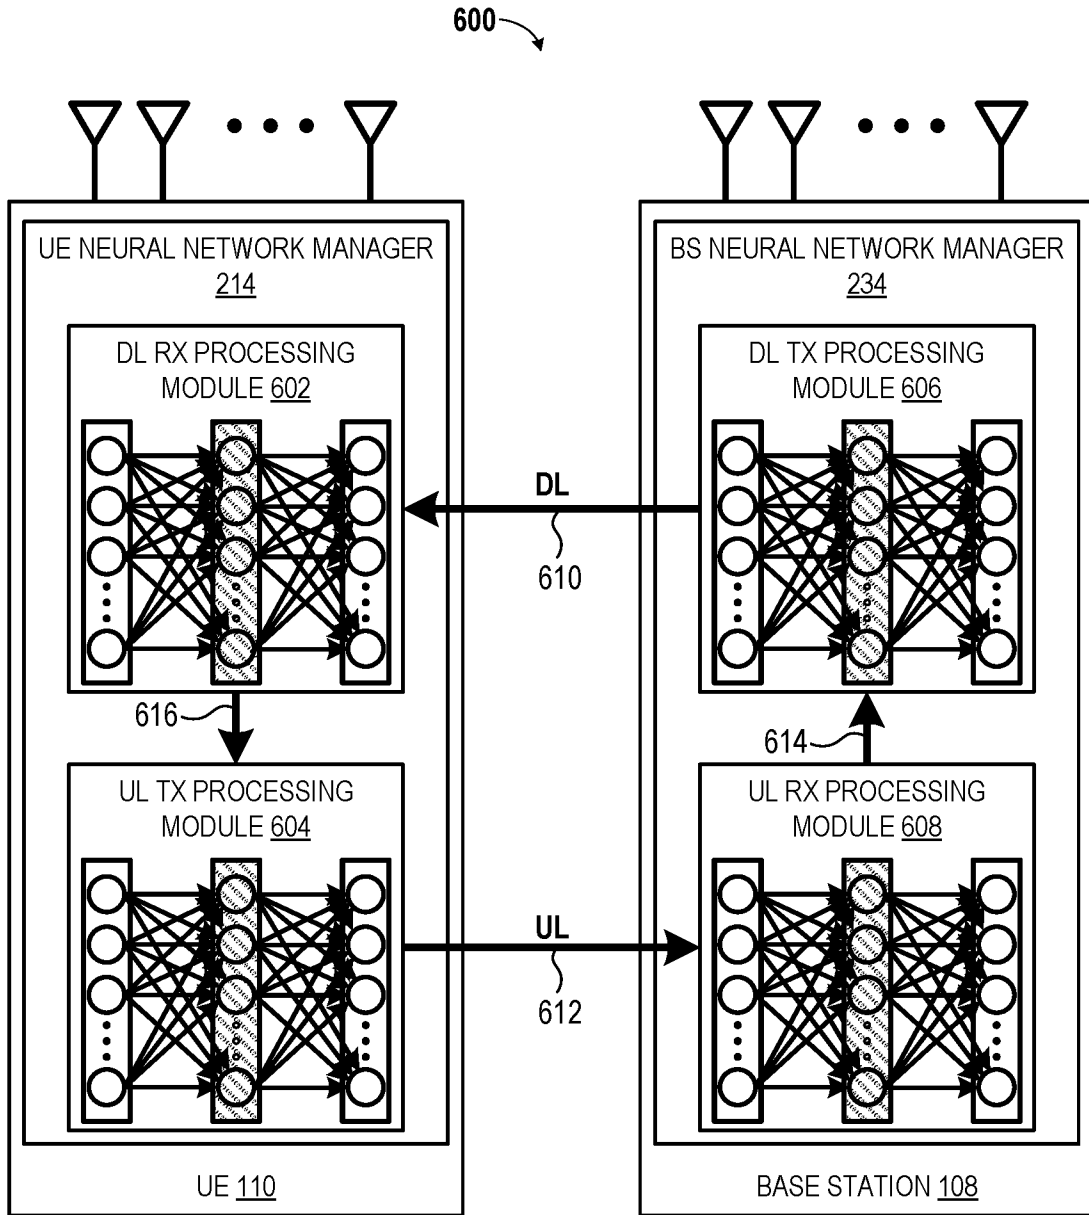 600
UE NEURAL NETWORK MANAGER
214
DL RX PROCESSING
MODULE 602
616
UL TX PROCESSING
MODULE 604
UE 110
DL
610
UL
612
BS NEURAL NETWORK MANAGER
234
DL TX PROCESSING
MODULE 606
614
UL RX PROCESSING
MODULE 608
BASE STATION 108